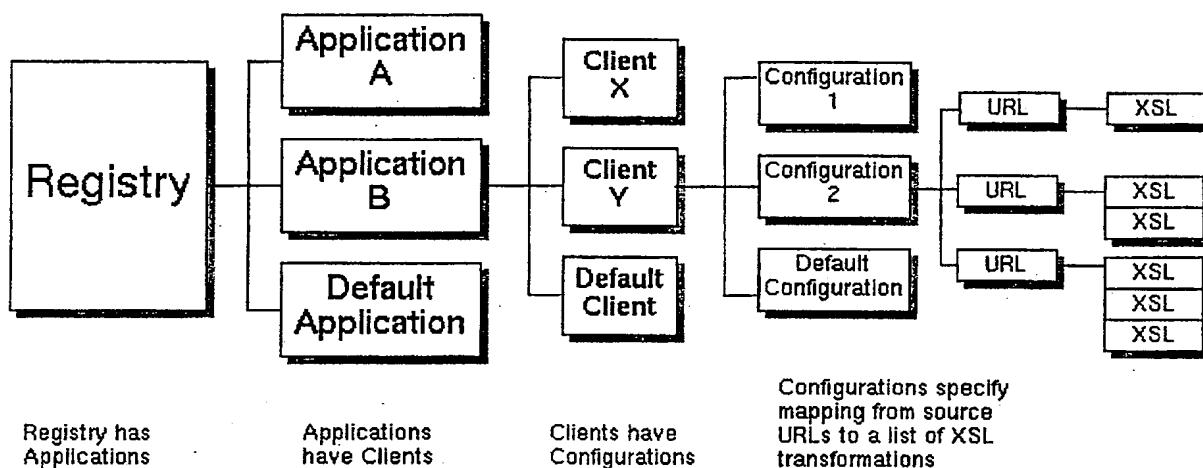 Registry
Application
A
Application
B
Default
Application
Client
X
Client
Y
Default
Client
Configuration
1
Configuration
2
Default
Configuration
URL
XSL
URL
XSL
XSL
URL
XSL
XSL
XSL
Registry has
Applications
Applications
have Clients
Clients have
Configurations
Configurations specify
mapping from source
URLs to a list of XSL
transformations